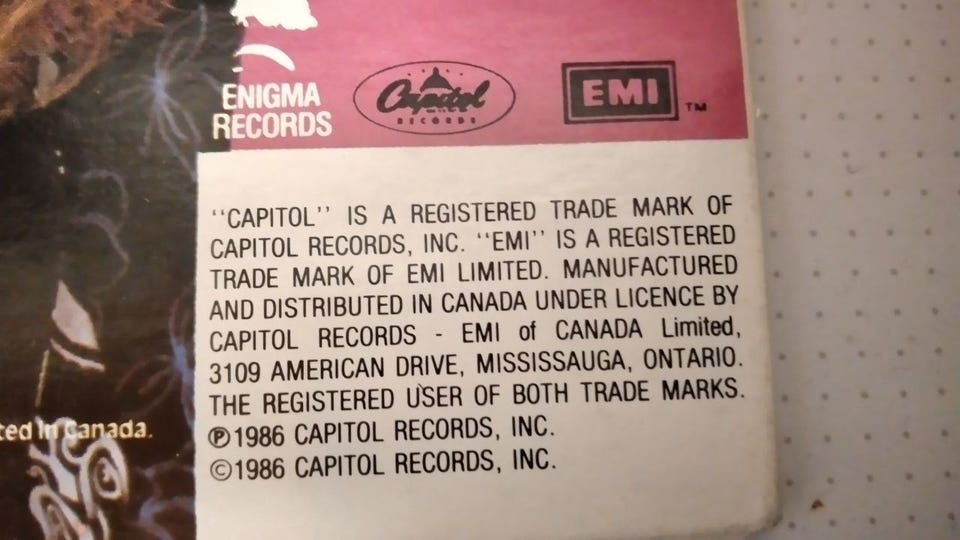 ENIGMA
RECORDS
Capitol
RECORDS
EMI TM
"CAPITOL" IS A REGISTERED TRADE MARK OF
CAPITOL RECORDS, INC. "EMI" IS A REGISTERED
TRADE MARK OF EMI LIMITED. MANUFACTURED
AND DISTRIBUTED IN CANADA UNDER LICENCE BY
CAPITOL RECORDS - EMI of CANADA Limited,
3109 AMERICAN DRIVE, MISSISSAUGA, ONTARIO.
THE REGISTERED USER OF BOTH TRADE MARKS.
℗1986 CAPITOL RECORDS, INC.
©1986 CAPITOL RECORDS, INC.
ted In Canada.